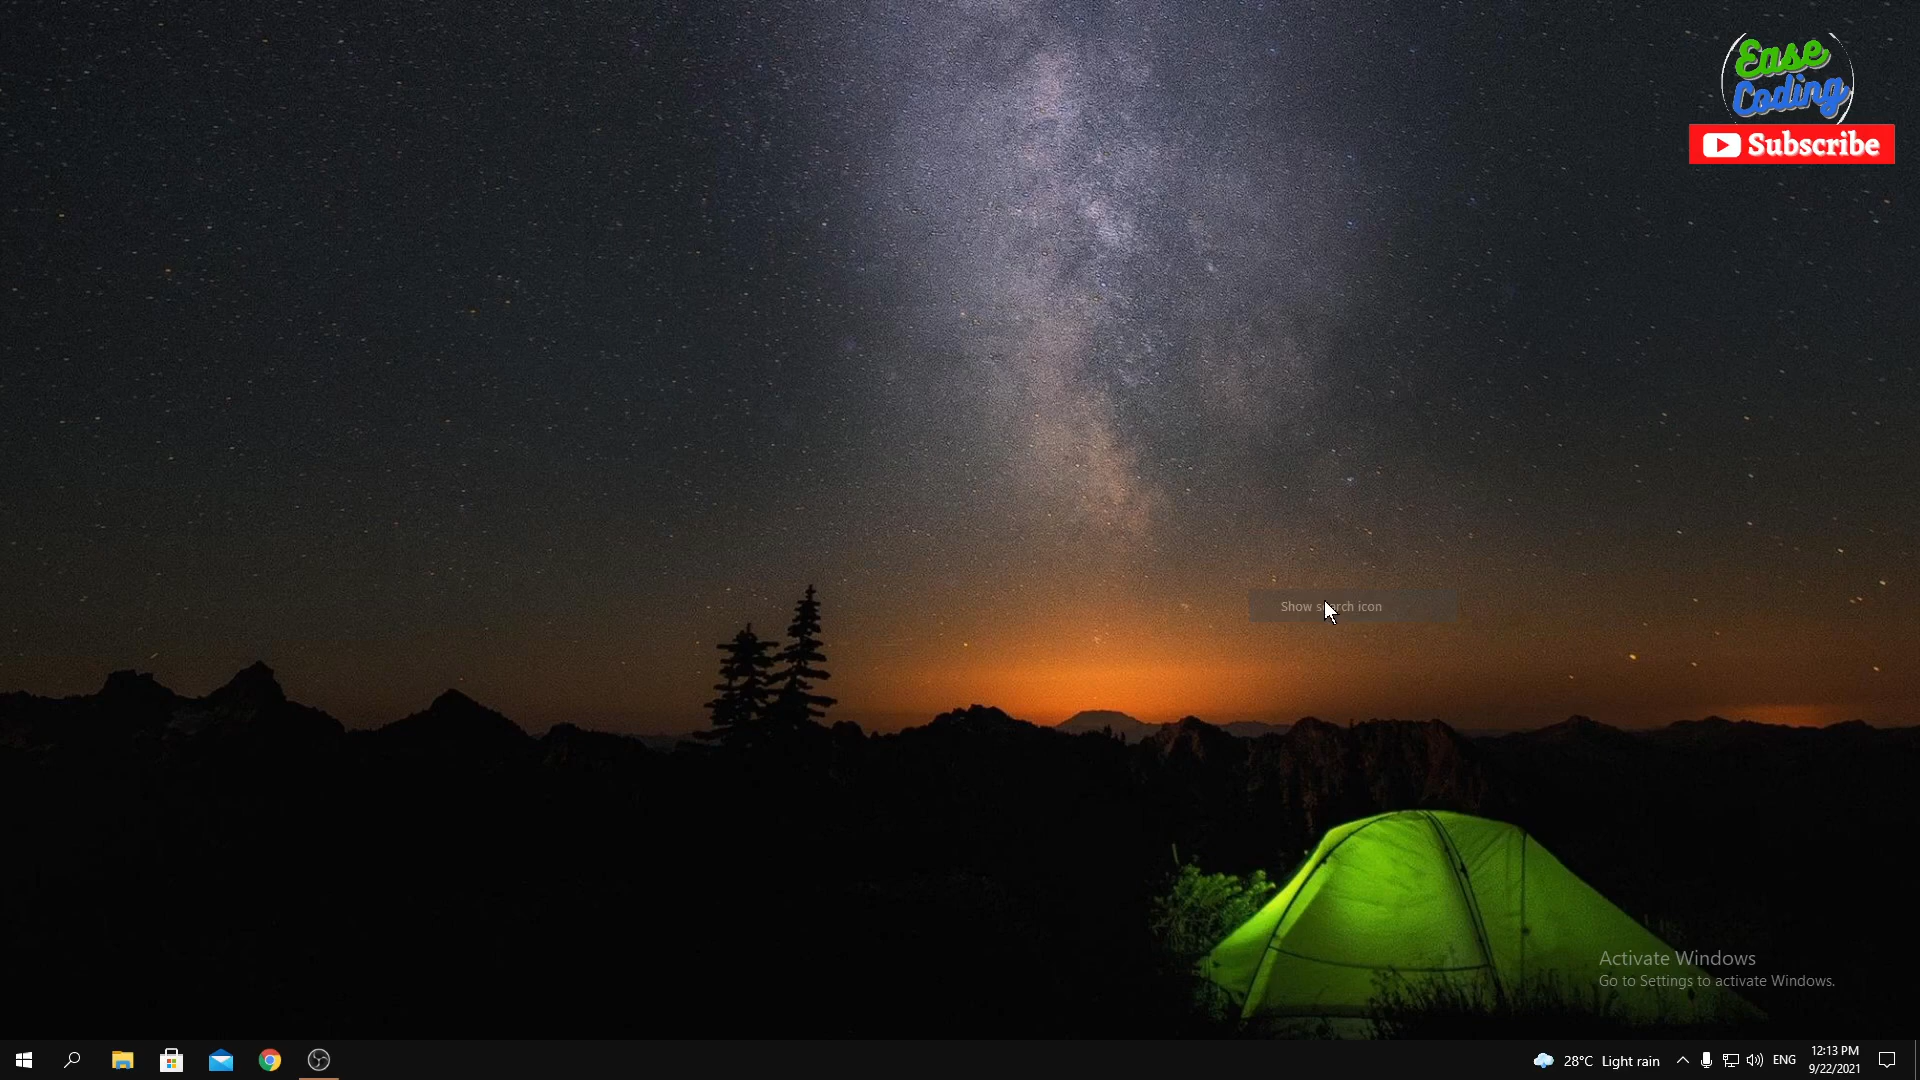 Ease
Coding
Subscribe
Show search icon
Activate Windows
Go to Settings to activate Windows.
28°C Light rain
ENG
12:13 PM
9/22/2021